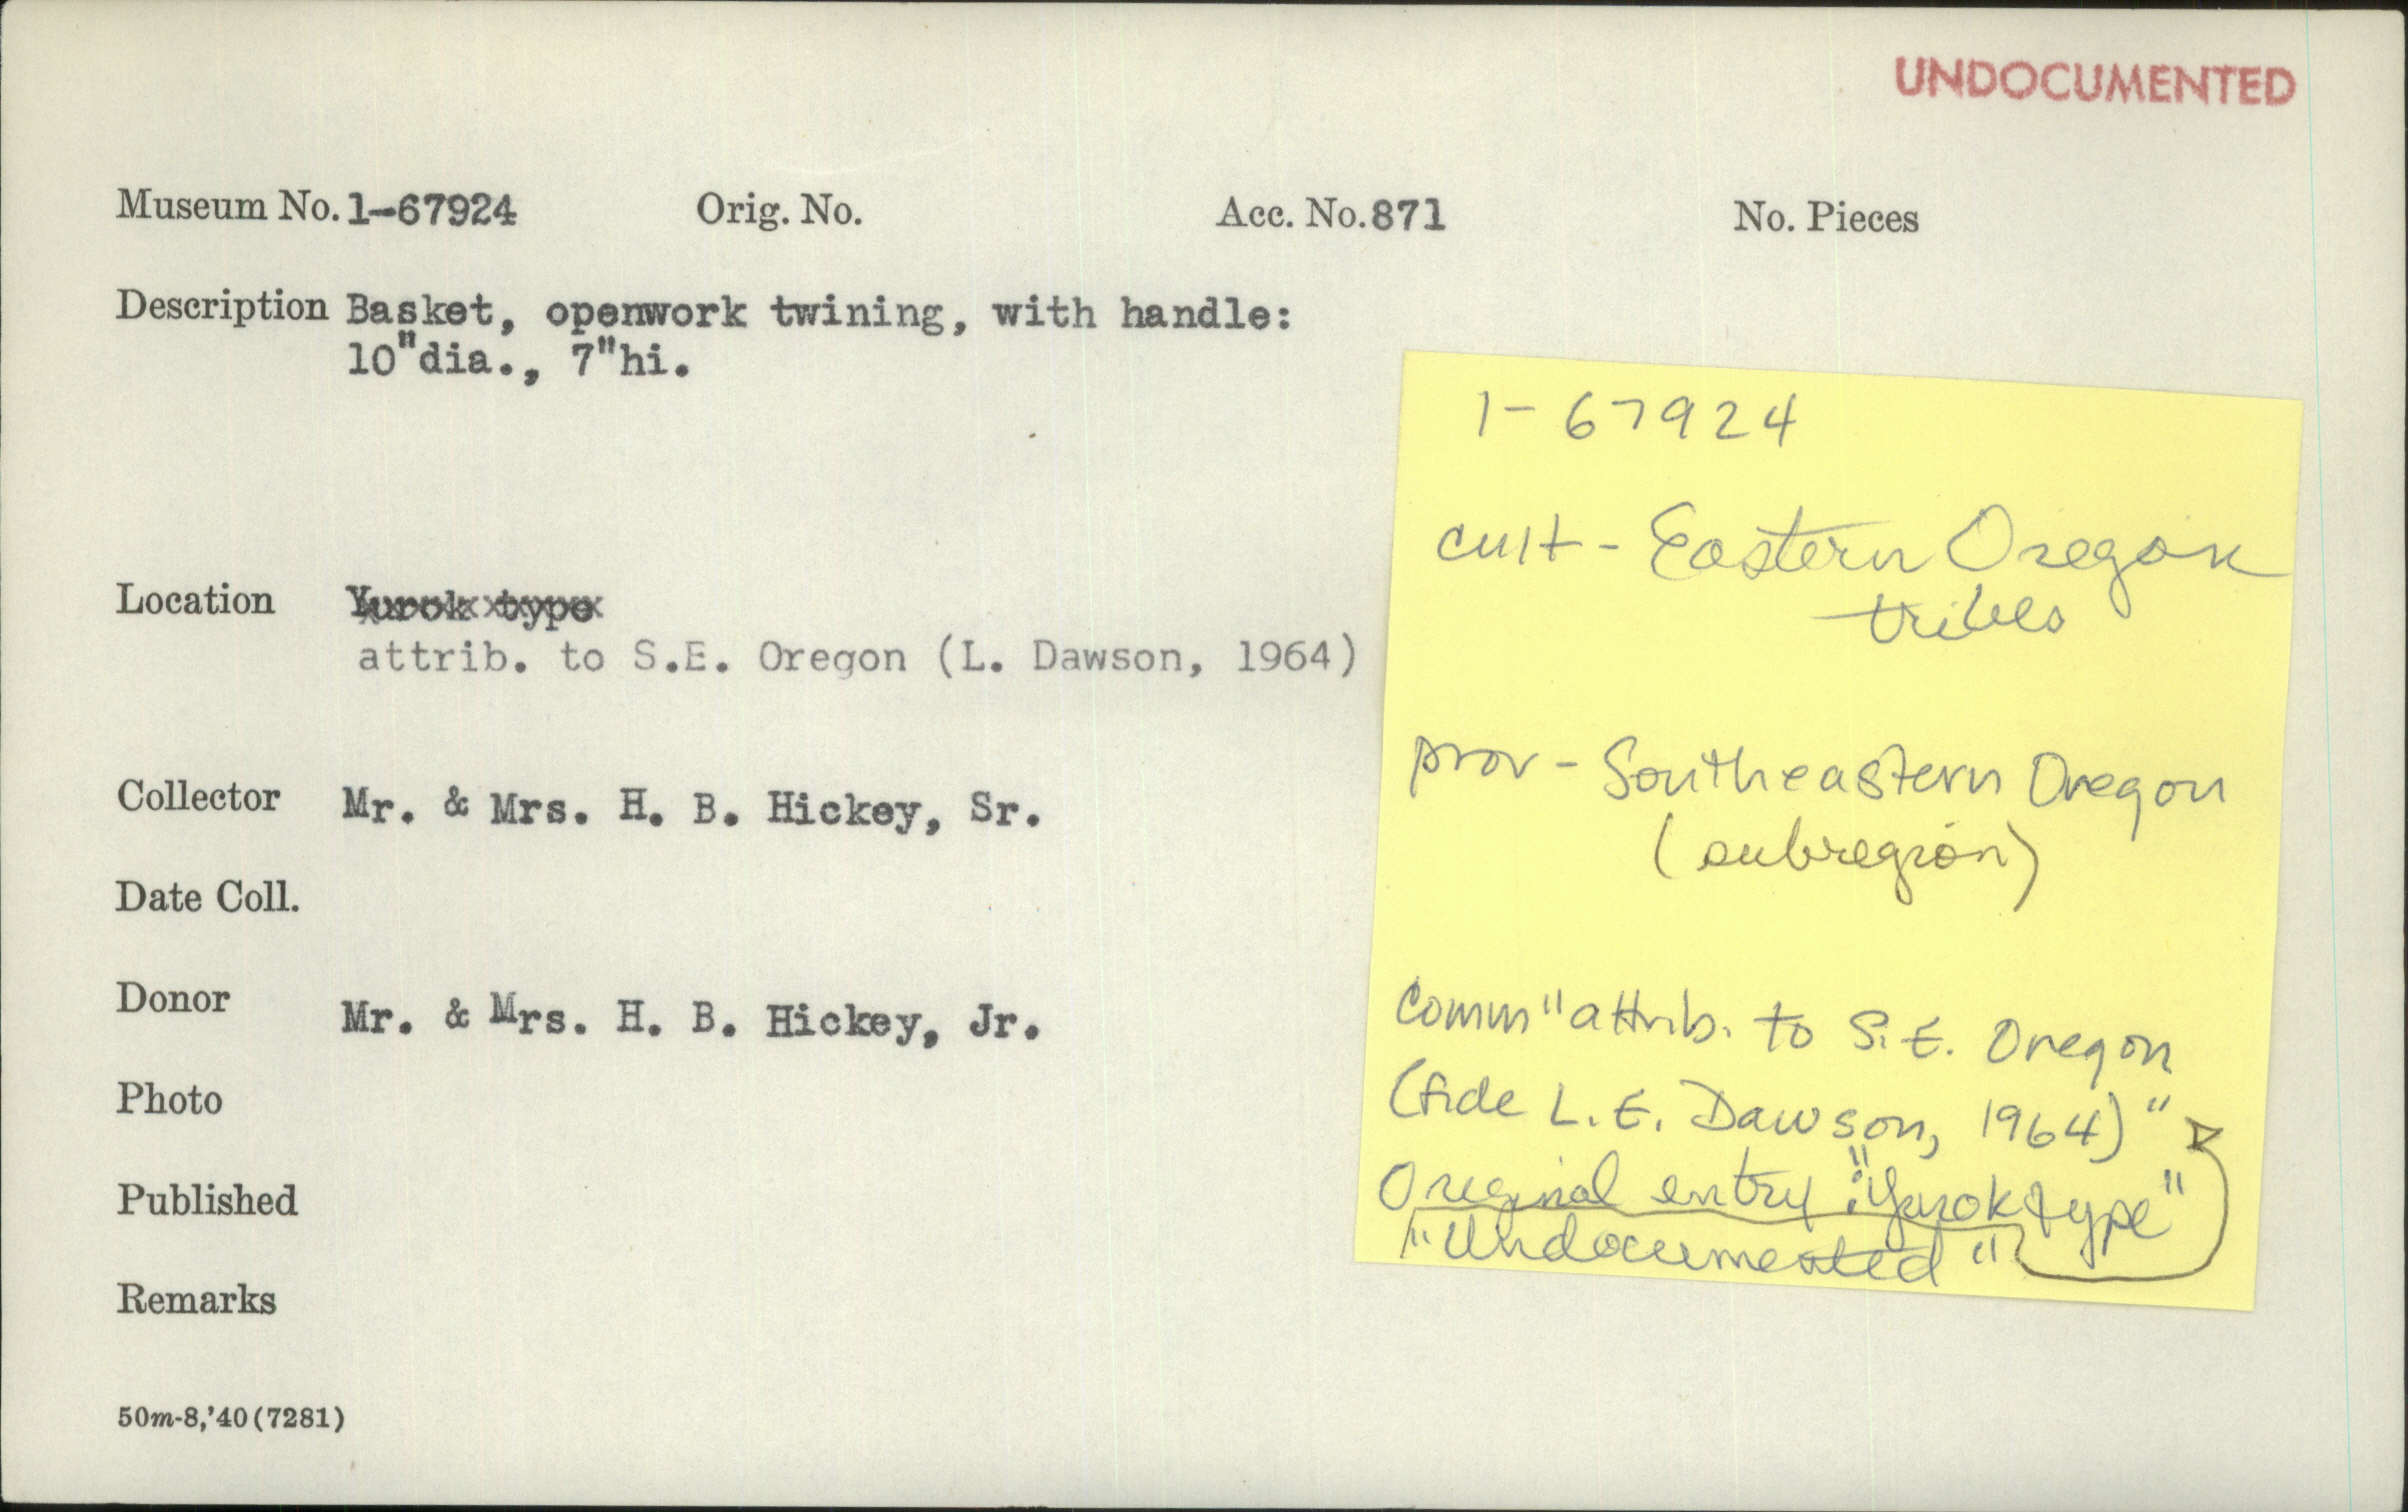 UNDOCUMENTED
Museum No. 1-67924 Orig. No. Acc. No. 871 No. Pieces
Description Basket, openwork twining, with handle:
10"dia., 7"hi.
Location Yurok type
attrib. to S.E. Oregon (L. Dawson, 1964)
Collector Mr. & Mrs. H. B. Hickey, Sr.
Date Coll.
Donor Mr. & Mrs. H. B. Hickey, Jr.
Photo
Published
Remarks
50m-8,'40(7281)
1-67924
cult - Eastern Oregon
tribes
prov - Southeastern Oregon
(subregion)
Comm "attrib. to S.E. Oregon
(fide L.E. Dawson, 1964)"
Original entry: "Yurok type"
"Undocumented"